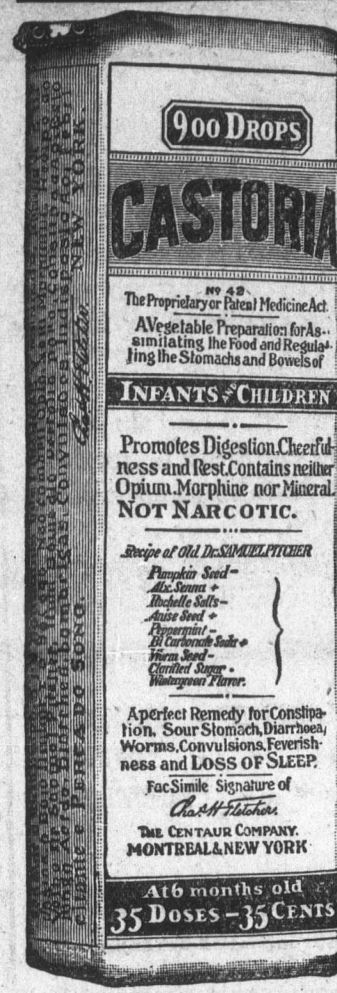 900 DROPS
CASTORIA
Nº 42
The Proprietary or Patent Medicine Act.
A Vegetable Preparation for As-
similating the Food and Regula-
ting the Stomachs and Bowels of
INFANTS AND CHILDREN
Promotes Digestion.Cheerful-
ness and Rest.Contains neither
Opium.Morphine nor Mineral.
NOT NARCOTIC.
Recipe of Old Dr. SAMUEL PITCHER
Pumpkin Seed -
Alx. Senna +
Rochelle Salts -
Anise Seed +
Peppermint -
Bi Carbonate Soda +
Worm Seed -
Clarified Sugar .
Wintergreen Flavor.
A perfect Remedy for Constipa-
tion, Sour Stomach, Diarrhoea,
Worms, Convulsions, Feverish-
ness and LOSS OF SLEEP.
Fac Simile Signature of
Chas. H. Fletcher.
THE CENTAUR COMPANY.
MONTREAL & NEW YORK
At 6 months old
35 DOSES - 35 CENTS
Chas. H. Fletcher. NEW YORK.